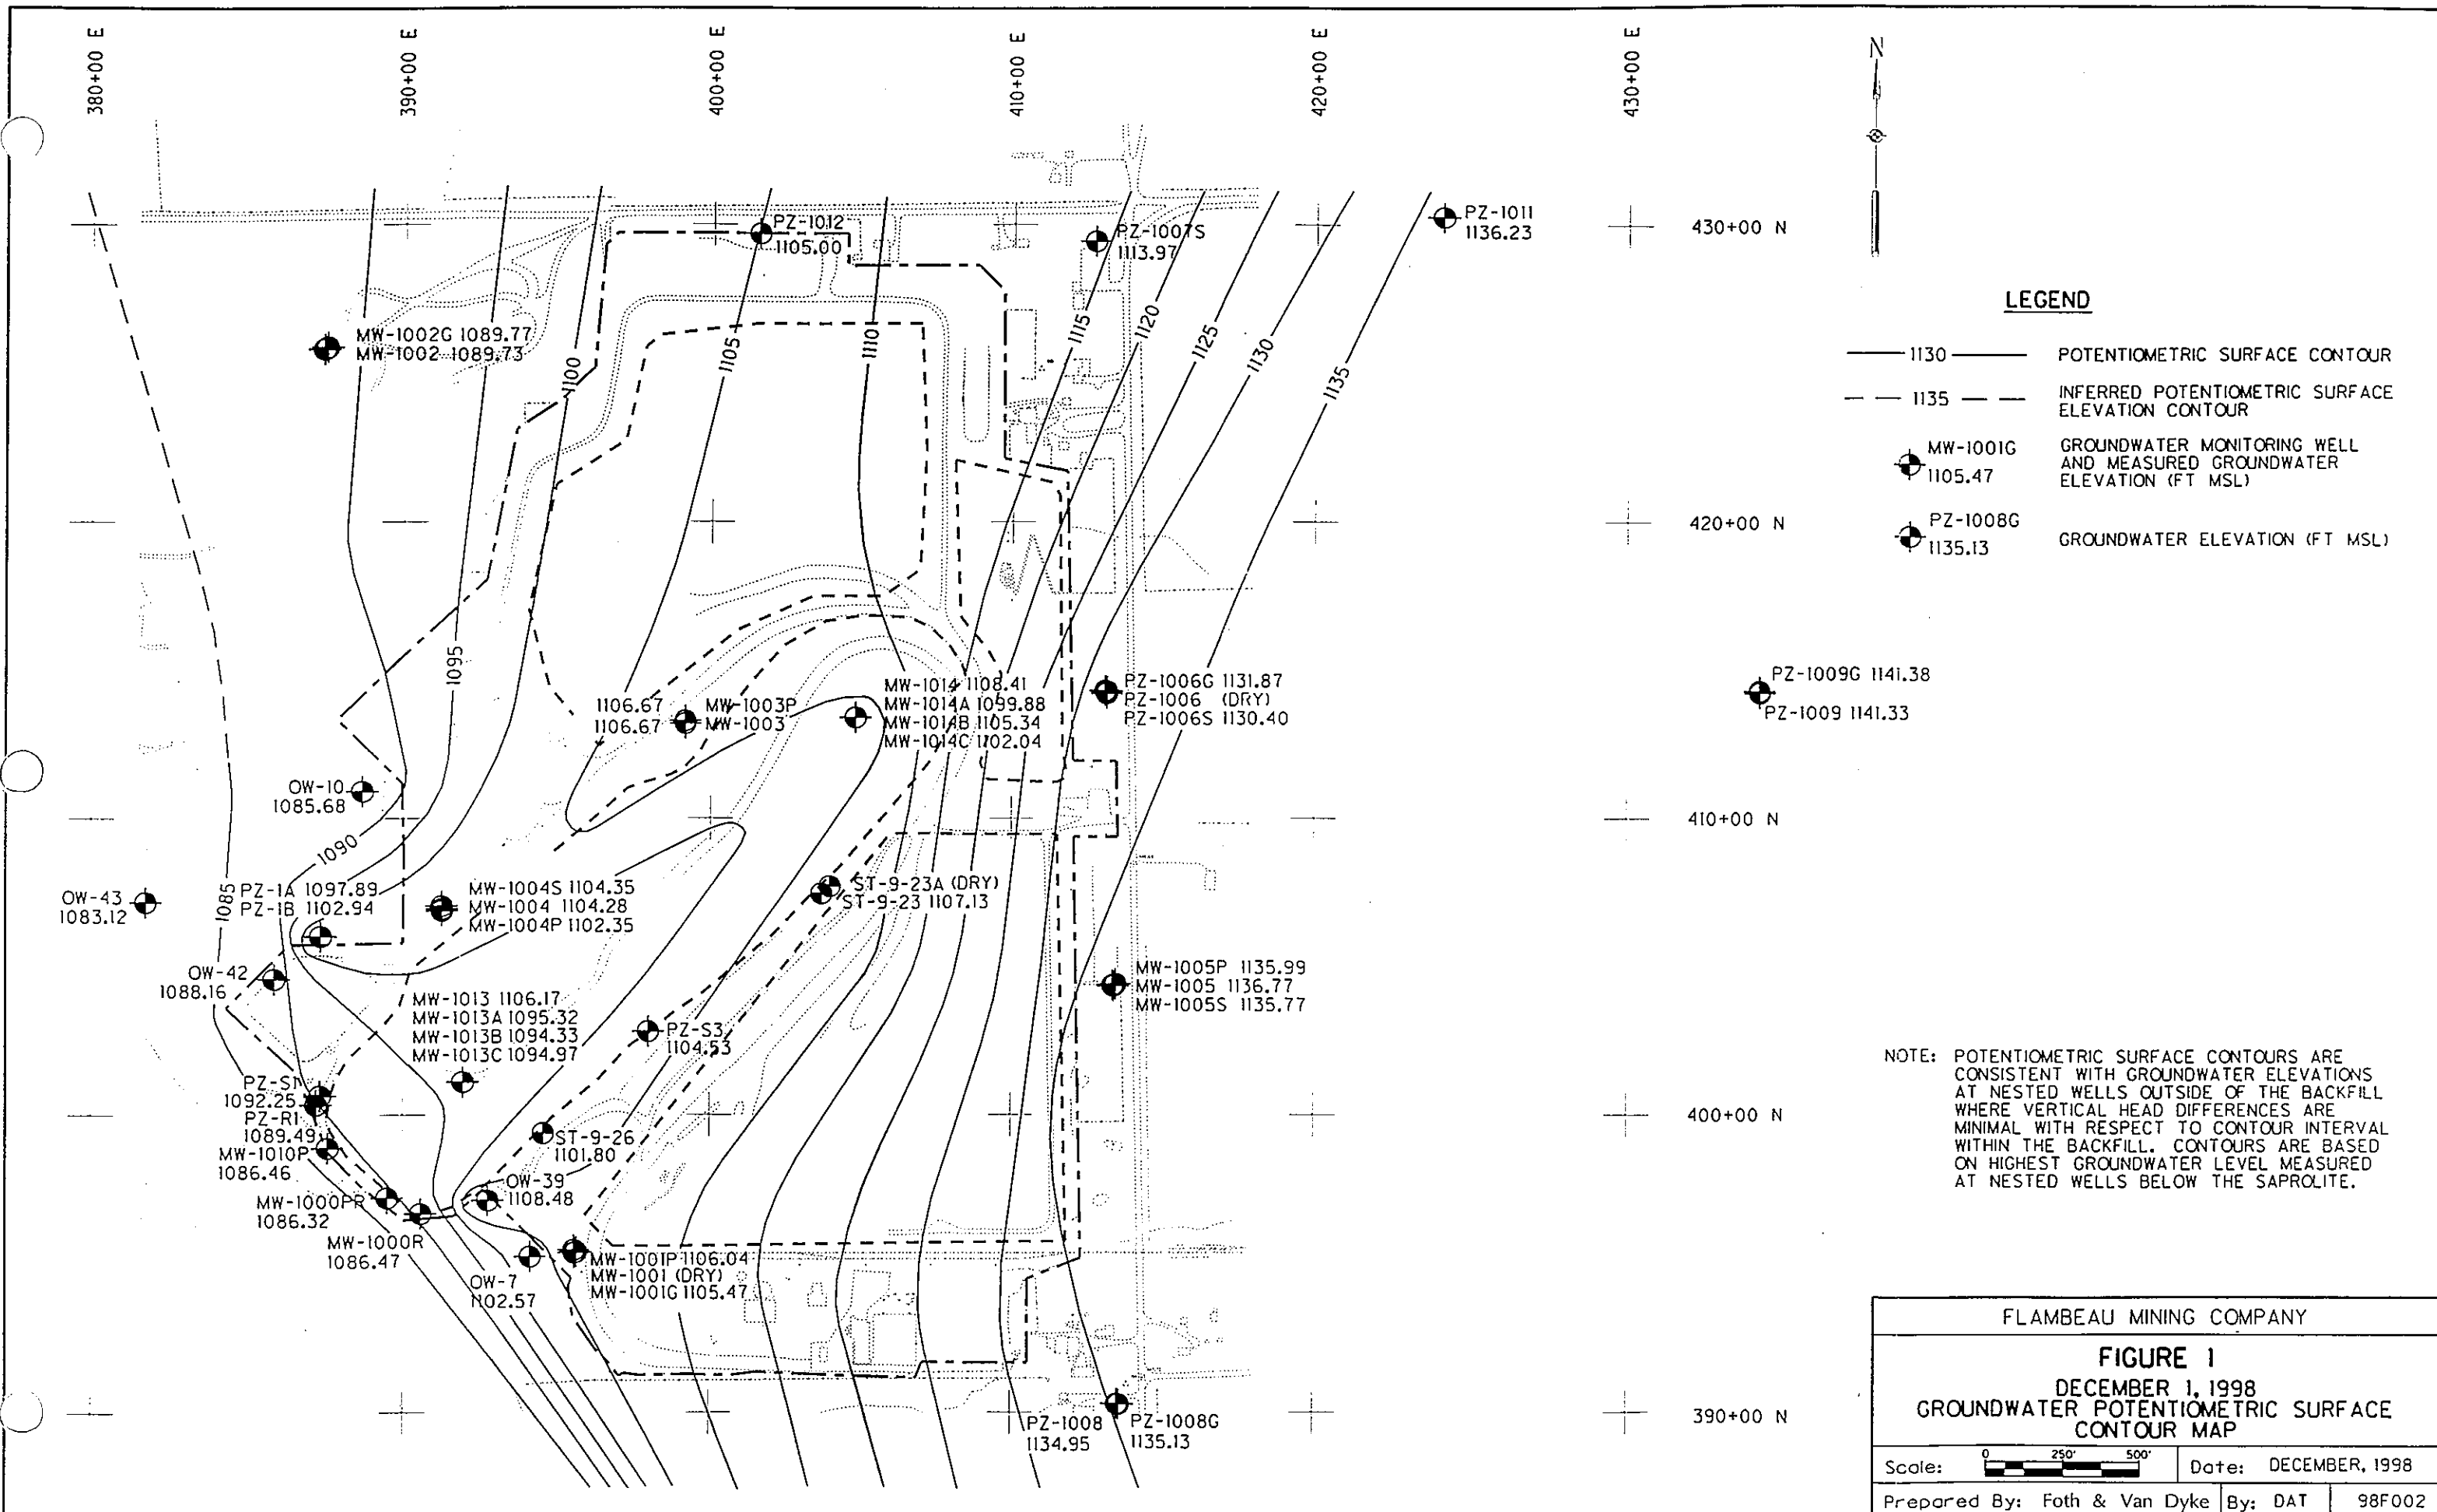 380+00 E
390+00 E
400+00 E
410+00 E
420+00 E
430+00 E
N
PZ-1012
1105.00
PZ-1007S
1113.97
PZ-1011
1136.23
430+00 N
LEGEND
1130
POTENTIOMETRIC SURFACE CONTOUR
1135
INFERRED POTENTIOMETRIC SURFACE
ELEVATION CONTOUR
MW-1001G
1105.47
GROUNDWATER MONITORING WELL
AND MEASURED GROUNDWATER
ELEVATION (FT MSL)
PZ-1008G
1135.13
GROUNDWATER ELEVATION (FT MSL)
MW-1002G 1089.77
MW-1002 1089.73
1100
1105
1110
1115
1120
1125
1130
1135
420+00 N
1095
1106.67
1106.67
MW-1003P
MW-1003
MW-1014 1108.41
MW-1014A 1099.88
MW-1014B 1105.34
MW-1014C 1102.04
PZ-1006G 1131.87
PZ-1006 (DRY)
PZ-1006S 1130.40
PZ-1009G 1141.38
PZ-1009 1141.33
OW-10
1085.68
410+00 N
1090
1085
OW-43
1083.12
PZ-1A 1097.89
PZ-1B 1102.94
MW-1004S 1104.35
MW-1004 1104.28
MW-1004P 1102.35
ST-9-23A (DRY)
ST-9-23 1107.13
OW-42
1088.16
MW-1005P 1135.99
MW-1005 1136.77
MW-1005S 1135.77
MW-1013 1106.17
MW-1013A 1095.32
MW-1013B 1094.33
MW-1013C 1094.97
PZ-S3
1104.53
PZ-S1
1092.25
PZ-R1
1089.49
MW-1010P
1086.46
400+00 N
ST-9-26
1101.80
OW-39
1108.48
MW-1000PR
1086.32
MW-1000R
1086.47
OW-7
1102.57
MW-1001P 1106.04
MW-1001 (DRY)
MW-1001G 1105.47
NOTE: POTENTIOMETRIC SURFACE CONTOURS ARE
CONSISTENT WITH GROUNDWATER ELEVATIONS
AT NESTED WELLS OUTSIDE OF THE BACKFILL
WHERE VERTICAL HEAD DIFFERENCES ARE
MINIMAL WITH RESPECT TO CONTOUR INTERVAL
WITHIN THE BACKFILL. CONTOURS ARE BASED
ON HIGHEST GROUNDWATER LEVEL MEASURED
AT NESTED WELLS BELOW THE SAPROLITE.
PZ-1008
1134.95
PZ-1008G
1135.13
390+00 N
FLAMBEAU MINING COMPANY
FIGURE 1
DECEMBER 1, 1998
GROUNDWATER POTENTIOMETRIC SURFACE
CONTOUR MAP
Scale: 0 250' 500'
Date: DECEMBER, 1998
Prepared By: Foth & Van Dyke
By: DAT
98F002